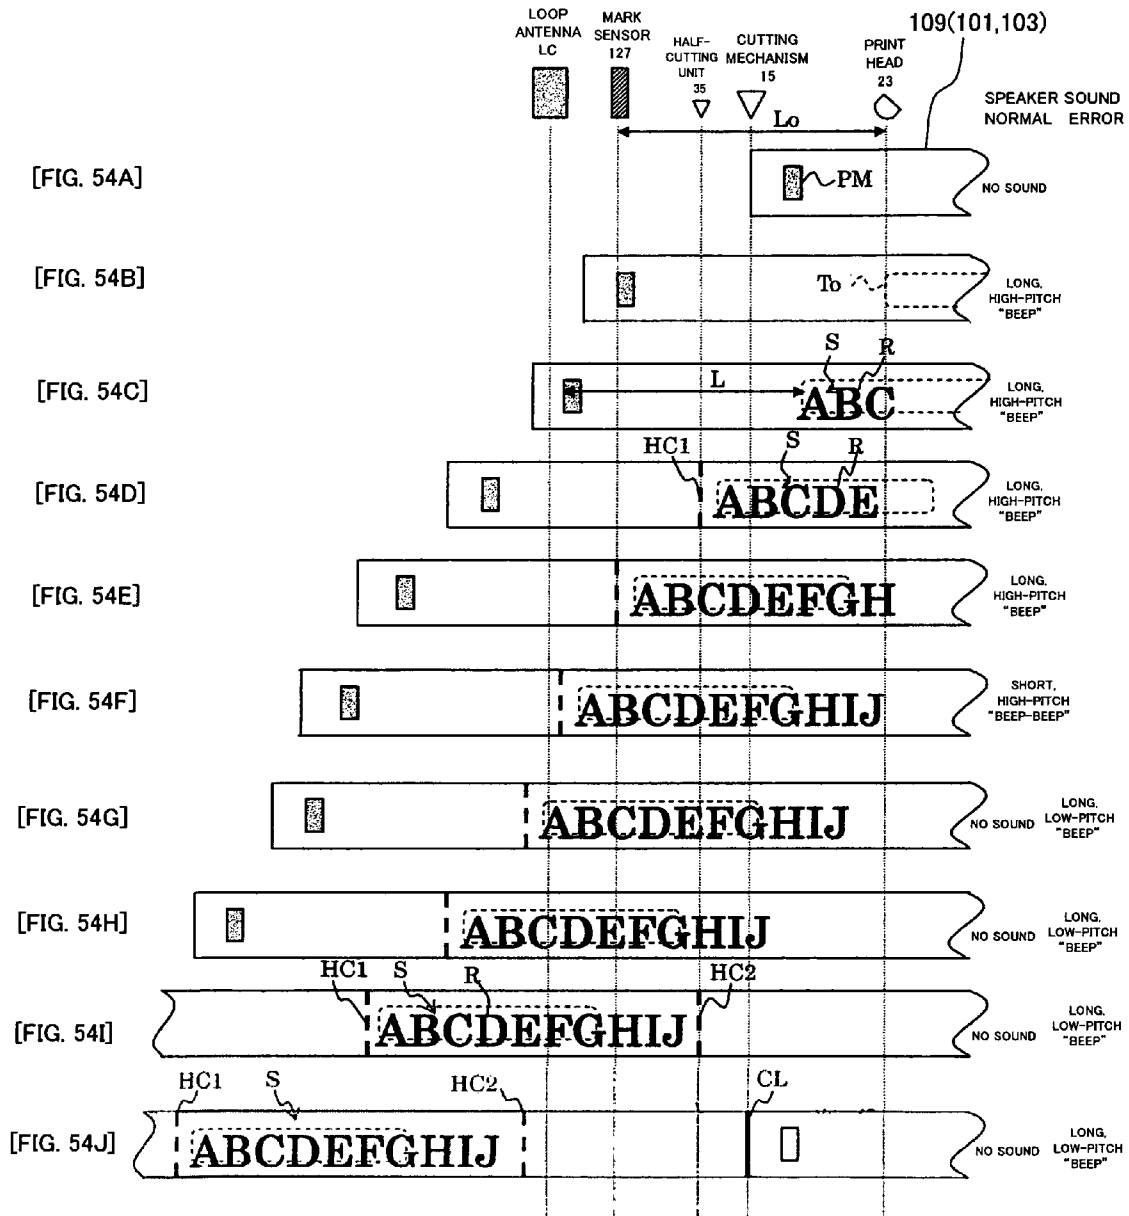 LOOP
ANTENNA
LC
MARK
SENSOR
127
HALF-
CUTTING
UNIT
35
CUTTING
MECHANISM
15
PRINT
HEAD
23
109(101,103)
SPEAKER SOUND
NORMAL ERROR
Lo
[FIG. 54A]
PM
NO SOUND
[FIG. 54B]
To
LONG,
HIGH-PITCH
"BEEP"
[FIG. 54C]
L
S
R
ABC
LONG,
HIGH-PITCH
"BEEP"
[FIG. 54D]
HC1
S
R
ABCDE
LONG,
HIGH-PITCH
"BEEP"
[FIG. 54E]
ABCDEFGH
LONG,
HIGH-PITCH
"BEEP"
[FIG. 54F]
ABCDEFGHIJ
SHORT,
HIGH-PITCH
"BEEP-BEEP"
[FIG. 54G]
ABCDEFGHIJ
NO SOUND
LONG,
LOW-PITCH
"BEEP"
[FIG. 54H]
ABCDEFGHIJ
NO SOUND
LONG,
LOW-PITCH
"BEEP"
[FIG. 54I]
HC1
S
R
HC2
ABCDEFGHIJ
NO SOUND
LONG,
LOW-PITCH
"BEEP"
[FIG. 54J]
HC1
S
HC2
CL
ABCDEFGHIJ
NO SOUND
LONG,
LOW-PITCH
"BEEP"